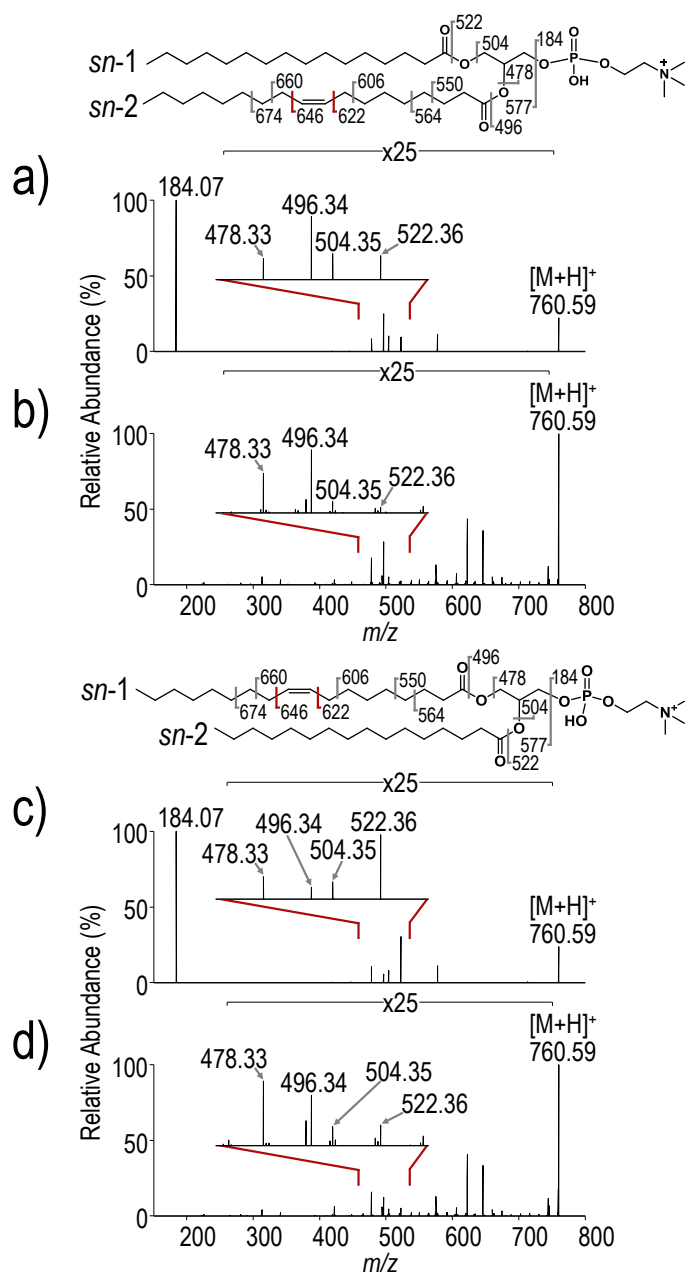 522
504
184
O
O
P
O
N
+
OH
sn-1
O
O
478
577
O
496
660
606
550
sn-2
674
646
622
564
x25
a)
184.07
496.34
478.33
504.35
522.36
[M+H]+
760.59
100
50
0
x25
b)
Relative Abundance (%)
[M+H]+
760.59
100
496.34
478.33
504.35
522.36
50
0
200 300 400 500 600 700 800
m/z
496
478
184
O
O
P
O
N
+
HO
660
606
550
sn-1
674
646
622
564
O
O
504
577
sn-2
O
522
x25
c)
184.07
496.34
522.36
478.33
504.35
[M+H]+
760.59
100
50
0
x25
d)
Relative Abundance (%)
[M+H]+
760.59
100
478.33
496.34
504.35
522.36
50
0
200 300 400 500 600 700 800
m/z